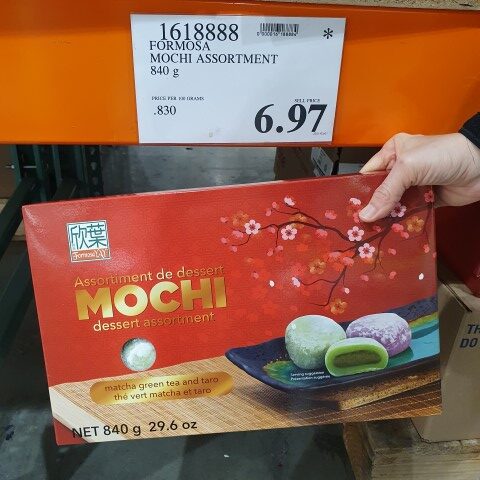 1618888
*
FORMOSA
MOCHI ASSORTMENT
840 g
PRICE PER 100 GRAMS
SELL PRICE
.830
6.97
欣葉
Assortiment de dessert
MOCHI
dessert assortment
matcha green tea and taro
thé vert matcha et taro
Serving suggestion
Présentation suggérée
NET 840 g 29.6 oz
TH
DO